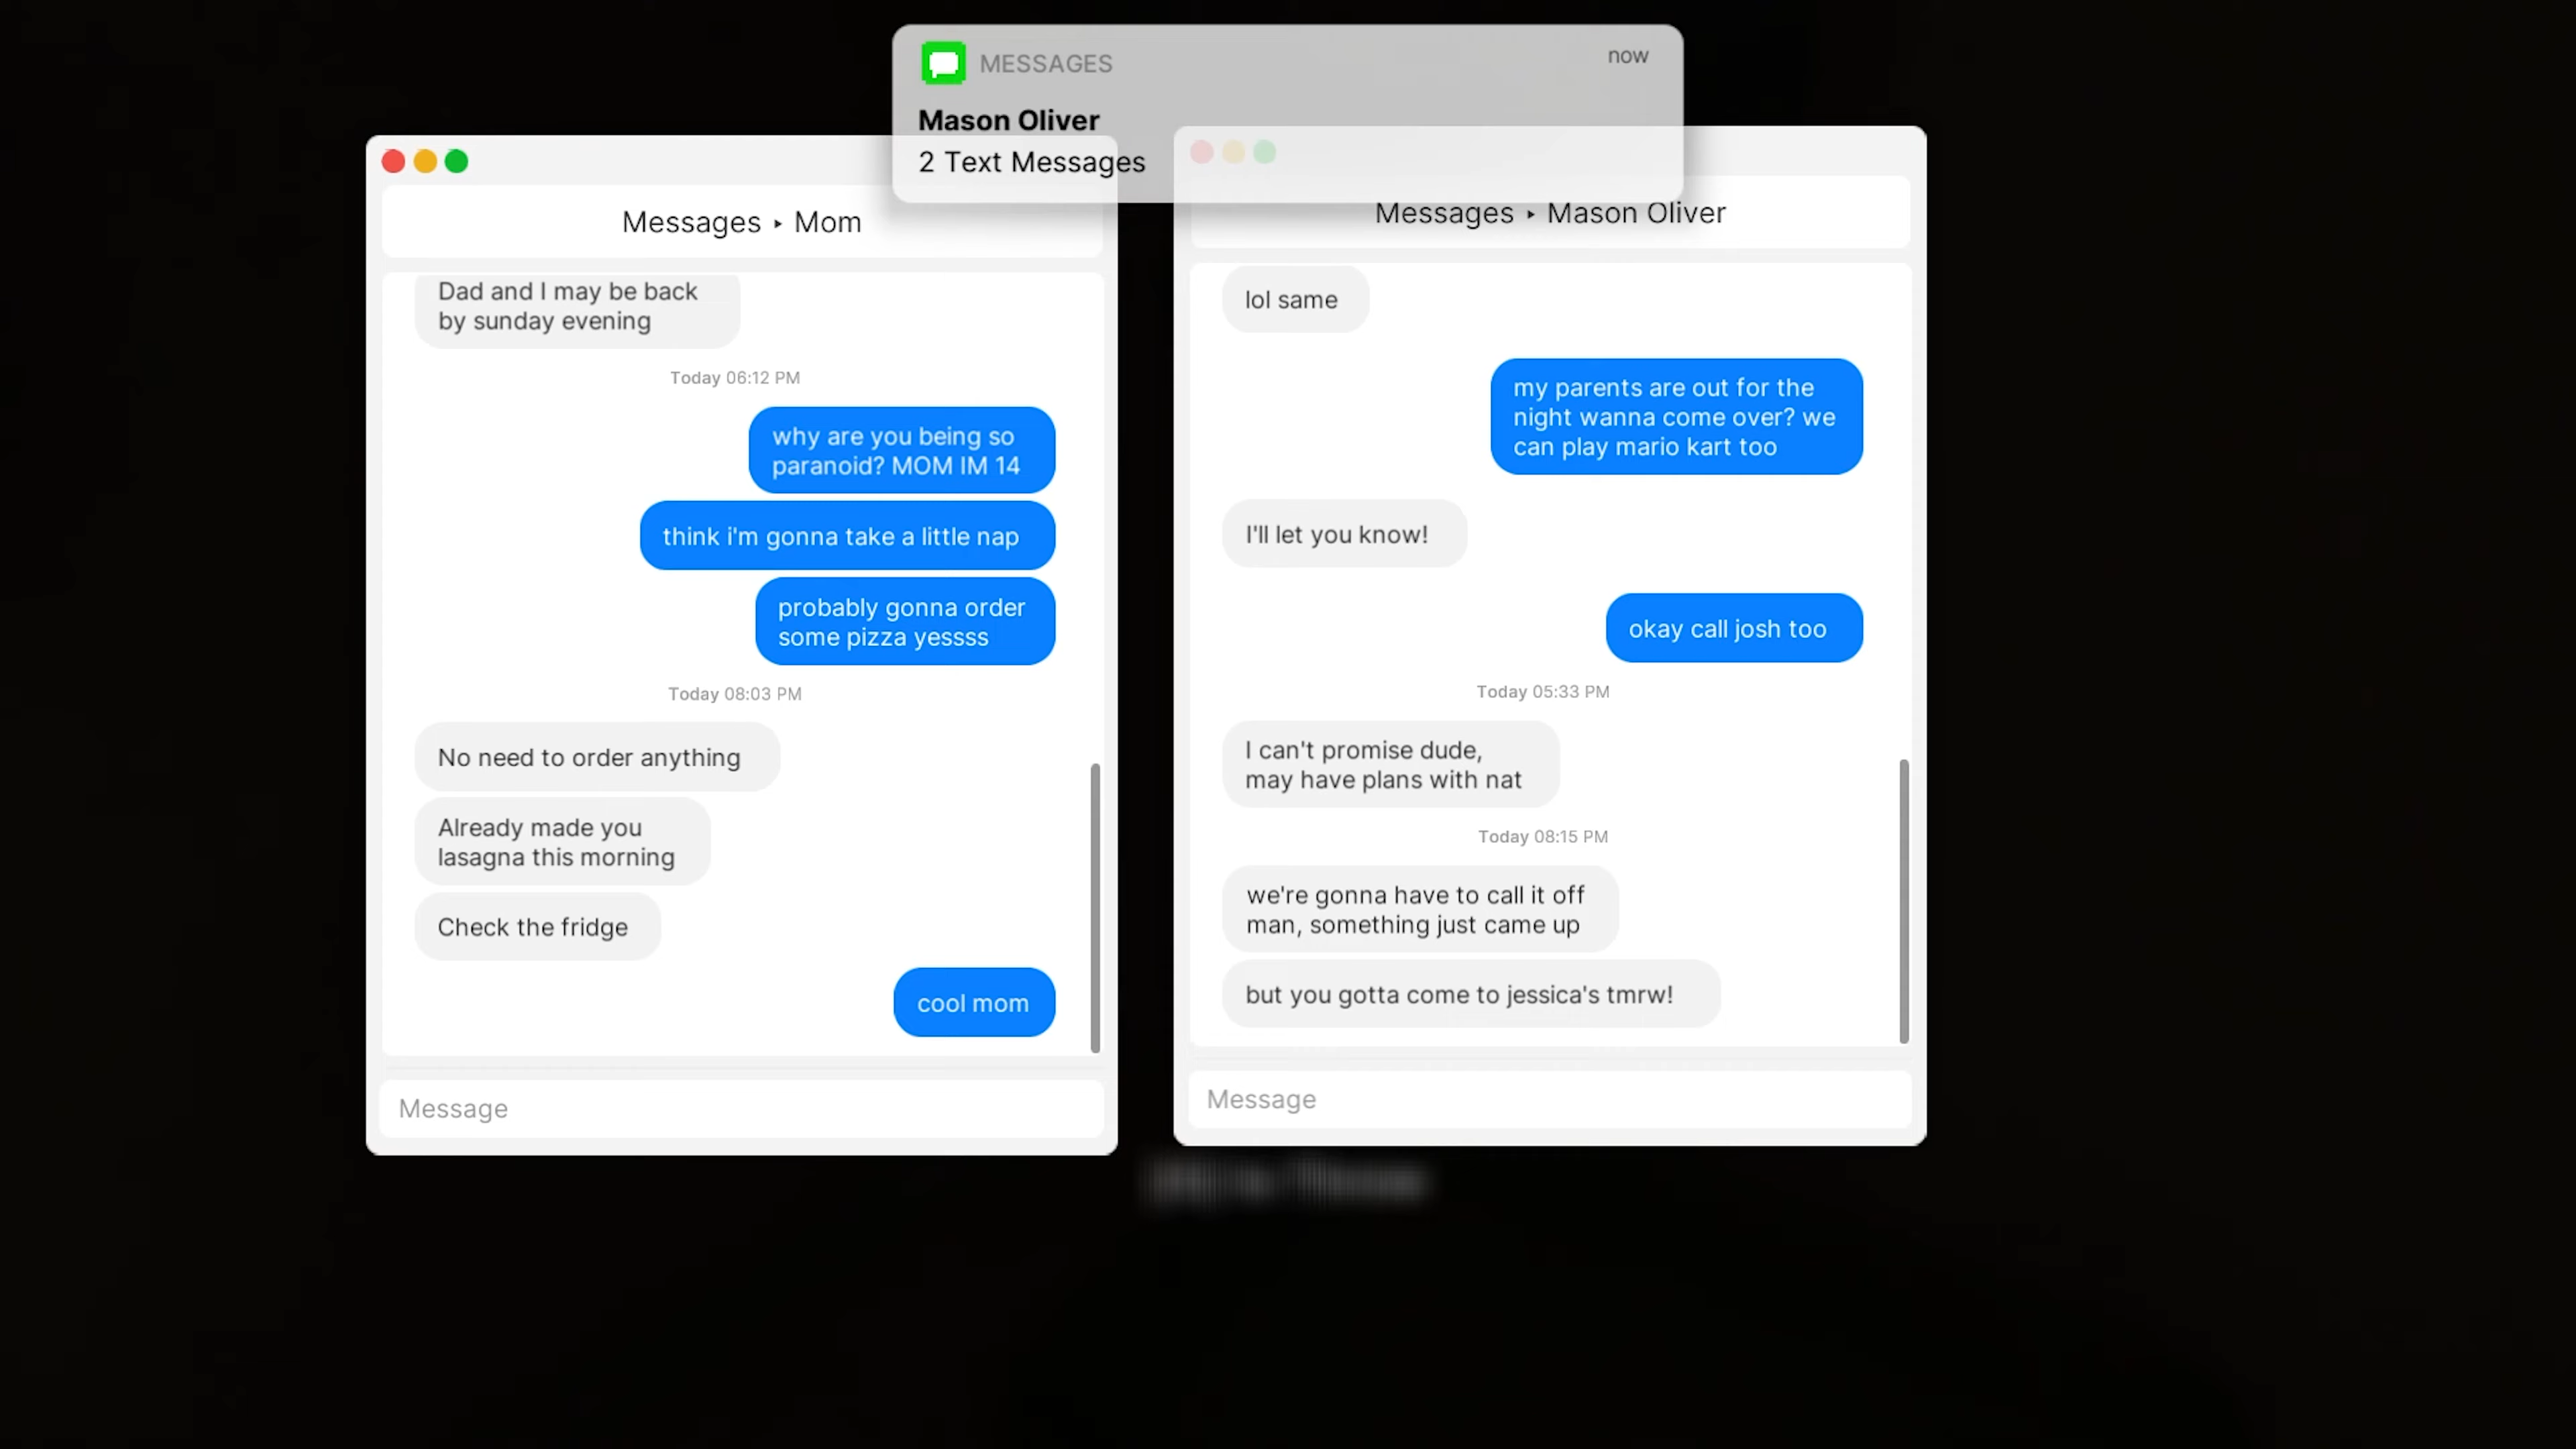 MESSAGES
now
Mason Oliver
2 Text Messages
Messages ▸ Mom
Dad and I may be back
by sunday evening
Today 06:12 PM
why are you being so
paranoid? MOM IM 14
think i'm gonna take a little nap
probably gonna order
some pizza yessss
Today 08:03 PM
No need to order anything
Already made you
lasagna this morning
Check the fridge
cool mom
Message
Messages ▸ Mason Oliver
lol same
my parents are out for the
night wanna come over? we
can play mario kart too
I'll let you know!
okay call josh too
Today 05:33 PM
I can't promise dude,
may have plans with nat
Today 08:15 PM
we're gonna have to call it off
man, something just came up
but you gotta come to jessica's tmrw!
Message